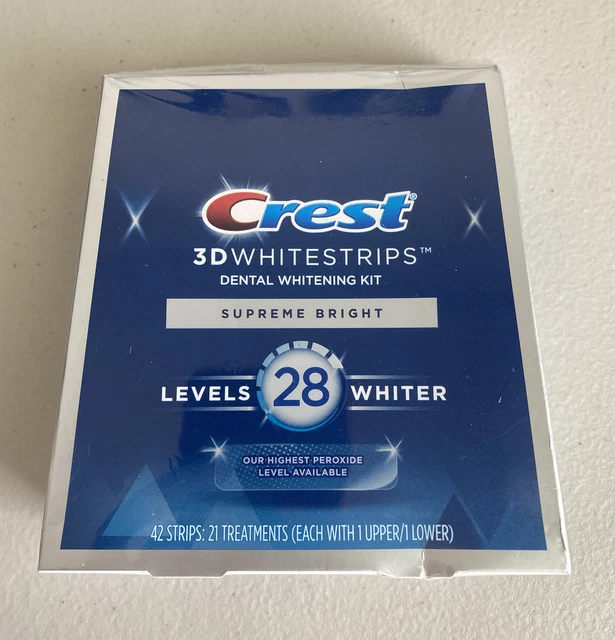 Crest®
3DWHITESTRIPS™
DENTAL WHITENING KIT
SUPREME BRIGHT
LEVELS 28 WHITER
OUR HIGHEST PEROXIDE
LEVEL AVAILABLE
42 STRIPS: 21 TREATMENTS (EACH WITH 1 UPPER/1 LOWER)